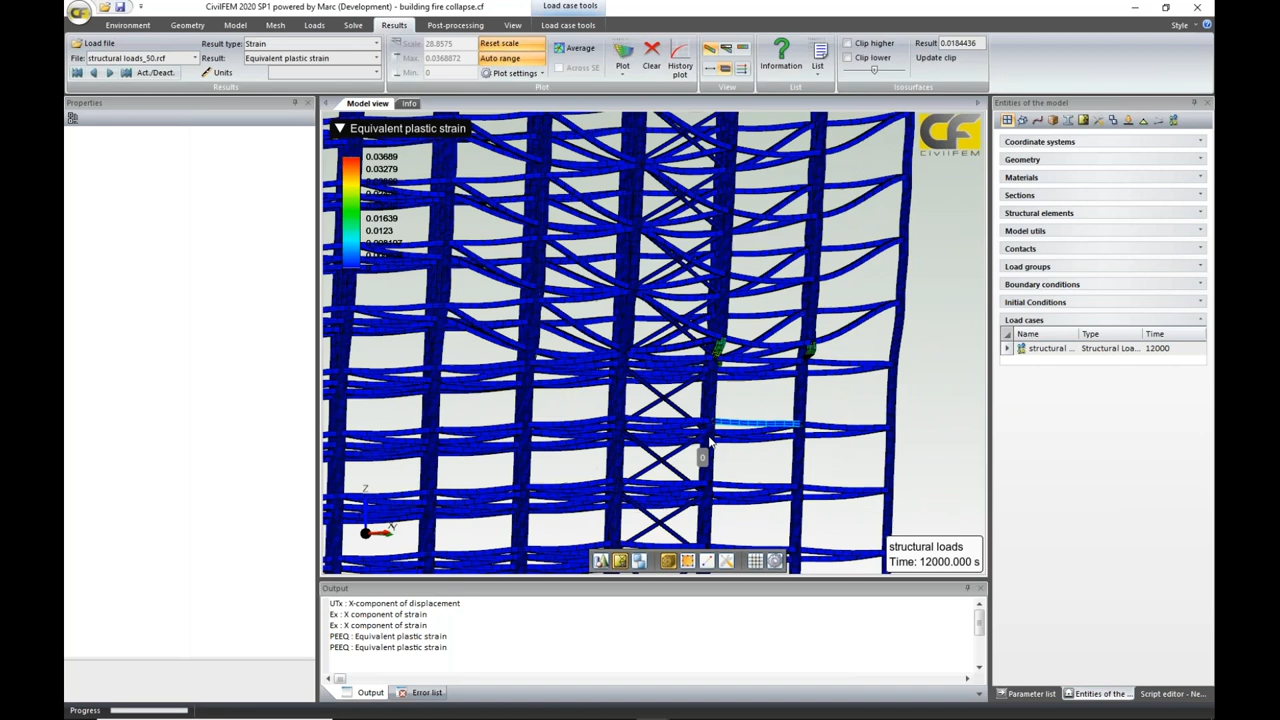 CivilFEM 2020 SP1 powered by Marc (Development) - building fire collapse.cf
Load case tools
Environment Geometry Model Mesh Loads Solve Results Post-processing View Load case tools
Style
Load file
File: structural loads_50.rcf
Act./Deact.
Result type: Strain
Result: Equivalent plastic strain
Units
Results
Scale 28.8575
Max. 0.0368872
Min. 0
Reset scale
Auto range
Plot settings
Average
Across SE
Plot
Clear
History plot
Plot
View
Information
List
List
Clip higher
Clip lower
Result 0.0184436
Update clip
Isosurfaces
Properties
Model view
Info
Equivalent plastic strain
0.03689
0.03279
0.01639
0.0123
CIVILFEM
0
Z
structural loads
Time: 12000.000 s
Output
UTx : X-component of displacement
Ex : X component of strain
Ex : X component of strain
PEEQ : Equivalent plastic strain
PEEQ : Equivalent plastic strain
Output
Error list
Entities of the model
Coordinate systems
Geometry
Materials
Sections
Structural elements
Model utils
Contacts
Load groups
Boundary conditions
Initial Conditions
Load cases
Name Type Time
structural ... Structural Loa... 12000
Parameter list
Entities of the...
Script editor - Ne...
Progress